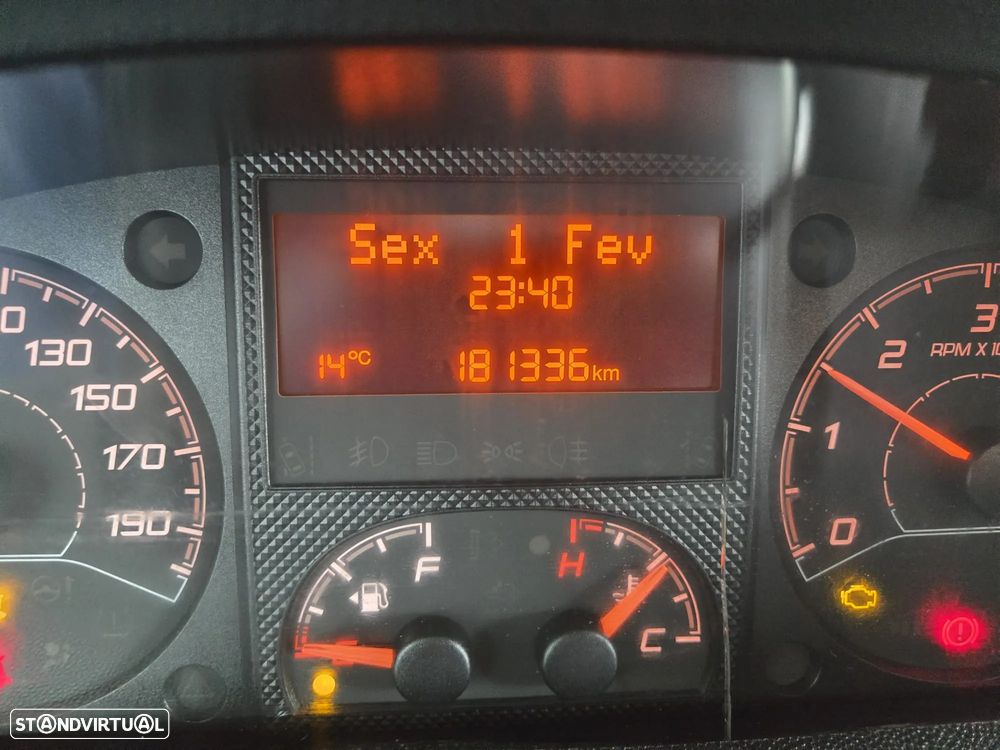 Sex 1 Fev
23:40
14°C 181336km
130
150
170
190
3
2
RPM X 10
1
0
F
H
C
STANDVIRTUAL